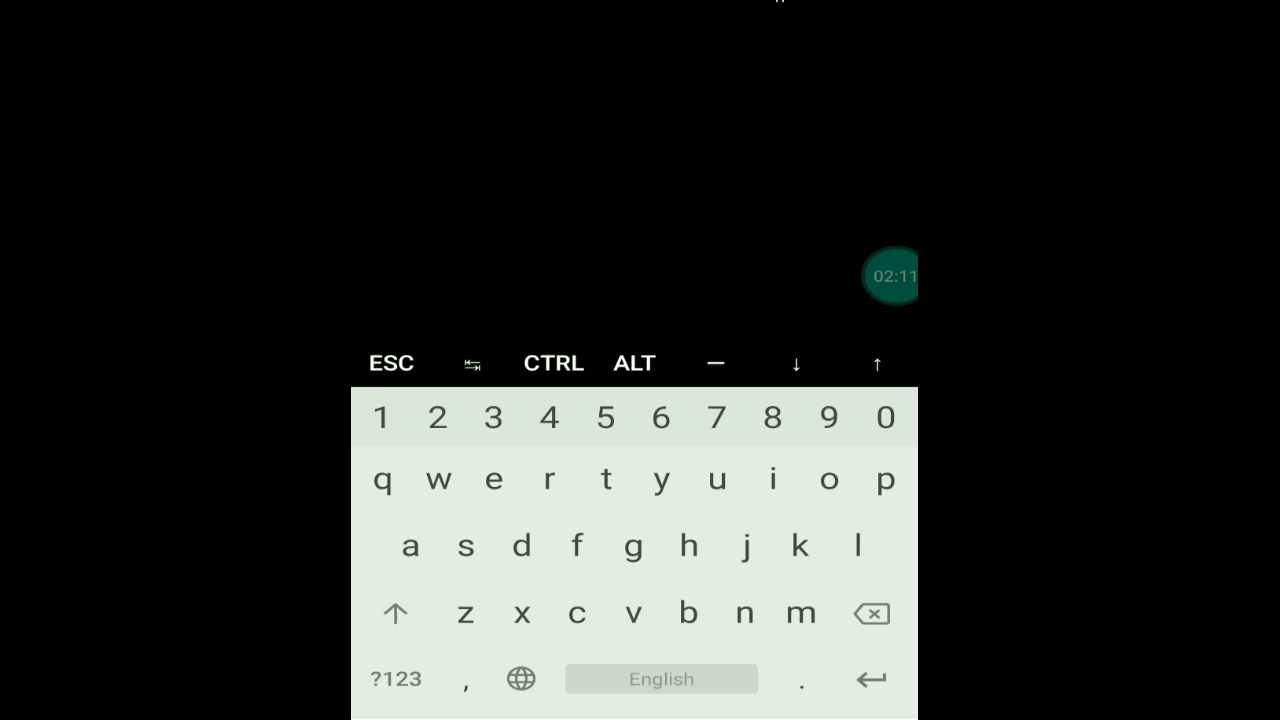 02:11
ESC ↹ CTRL ALT — ↓ ↑
1 2 3 4 5 6 7 8 9 0
q w e r t y u i o p
a s d f g h j k l
z x c v b n m
?123 , English .